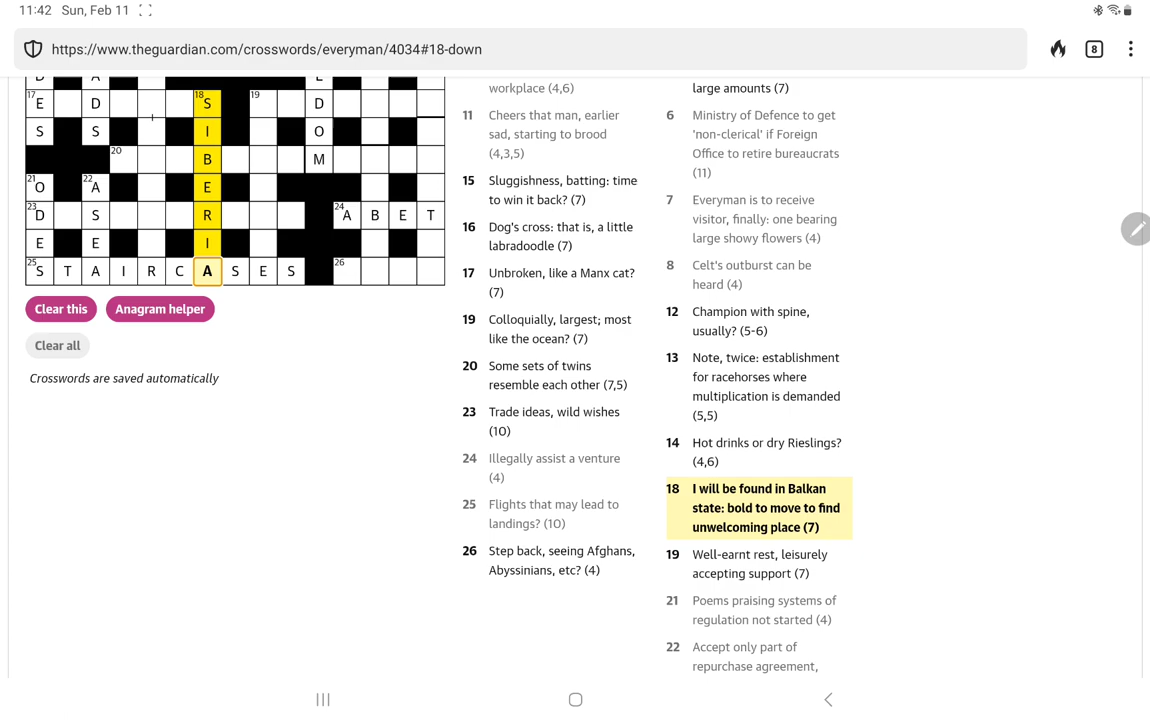 11:42 Sun, Feb 11
https://www.theguardian.com/crosswords/everyman/4034#18-down
8
D A L
17 E D 18 S 19 D
S S I O
20 B M
21 O 22 A E
23 D S R 24 A B E T
E E I
25 S T A I R C A S E S 26
Clear this
Anagram helper
Clear all
Crosswords are saved automatically
workplace (4,6)
11 Cheers that man, earlier
sad, starting to brood
(4,3,5)
15 Sluggishness, batting: time
to win it back? (7)
16 Dog's cross: that is, a little
labradoodle (7)
17 Unbroken, like a Manx cat?
(7)
19 Colloquially, largest; most
like the ocean? (7)
20 Some sets of twins
resemble each other (7,5)
23 Trade ideas, wild wishes
(10)
24 Illegally assist a venture
(4)
25 Flights that may lead to
landings? (10)
26 Step back, seeing Afghans,
Abyssinians, etc? (4)
large amounts (7)
6 Ministry of Defence to get
'non-clerical' if Foreign
Office to retire bureaucrats
(11)
7 Everyman is to receive
visitor, finally: one bearing
large showy flowers (4)
8 Celt's outburst can be
heard (4)
12 Champion with spine,
usually? (5-6)
13 Note, twice: establishment
for racehorses where
multiplication is demanded
(5,5)
14 Hot drinks or dry Rieslings?
(4,6)
18 I will be found in Balkan
state: bold to move to find
unwelcoming place (7)
19 Well-earnt rest, leisurely
accepting support (7)
21 Poems praising systems of
regulation not started (4)
22 Accept only part of
repurchase agreement,